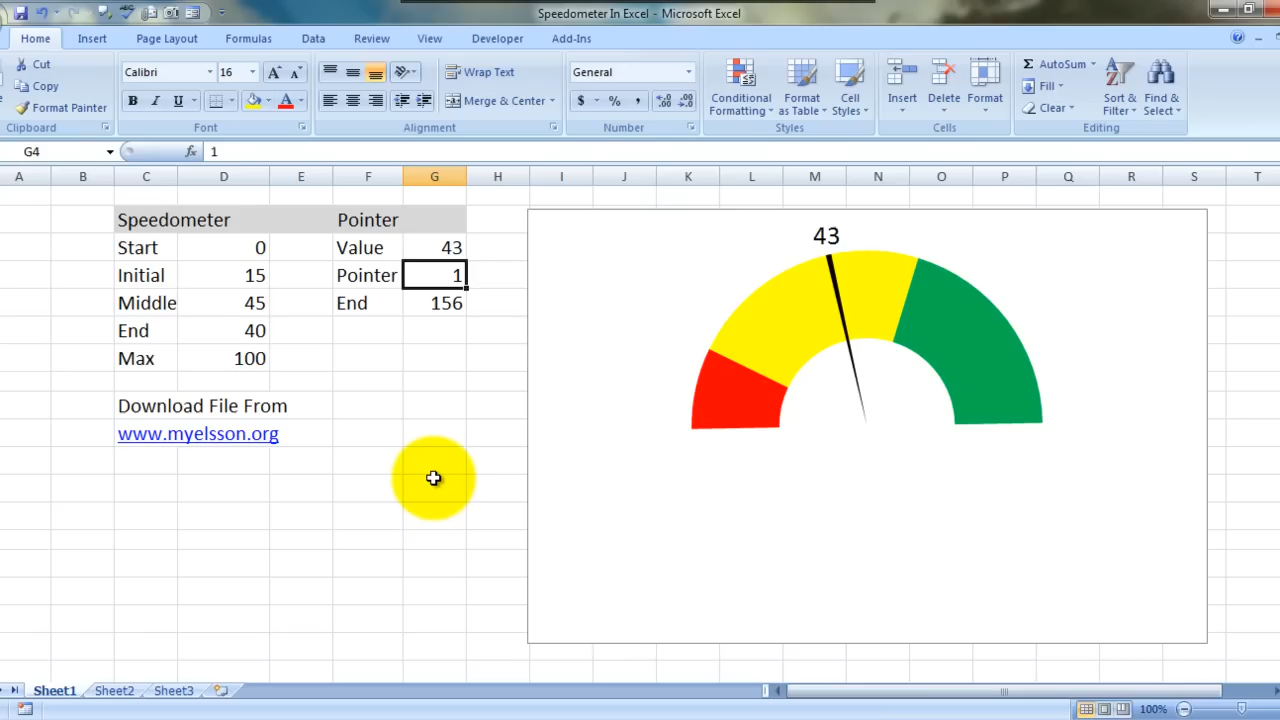 Speedometer In Excel - Microsoft Excel
Home Insert Page Layout Formulas Data Review View Developer Add-Ins
Cut
Copy
Format Painter
Clipboard
Calibri 16
B I U
Font
Wrap Text
Merge & Center
Alignment
General
$ % ,
Number
Conditional Formatting
Format as Table
Cell Styles
Styles
Insert Delete Format
Cells
AutoSum
Fill
Clear
Sort & Filter
Find & Select
Editing
G4 fx 1
A B C D E F G H I J K L M N O P Q R S T
Speedometer Pointer
Start 0 Value 43
Initial 15 Pointer 1
Middle 45 End 156
End 40
Max 100
Download File From
www.myelsson.org
43
Sheet1 Sheet2 Sheet3
100%